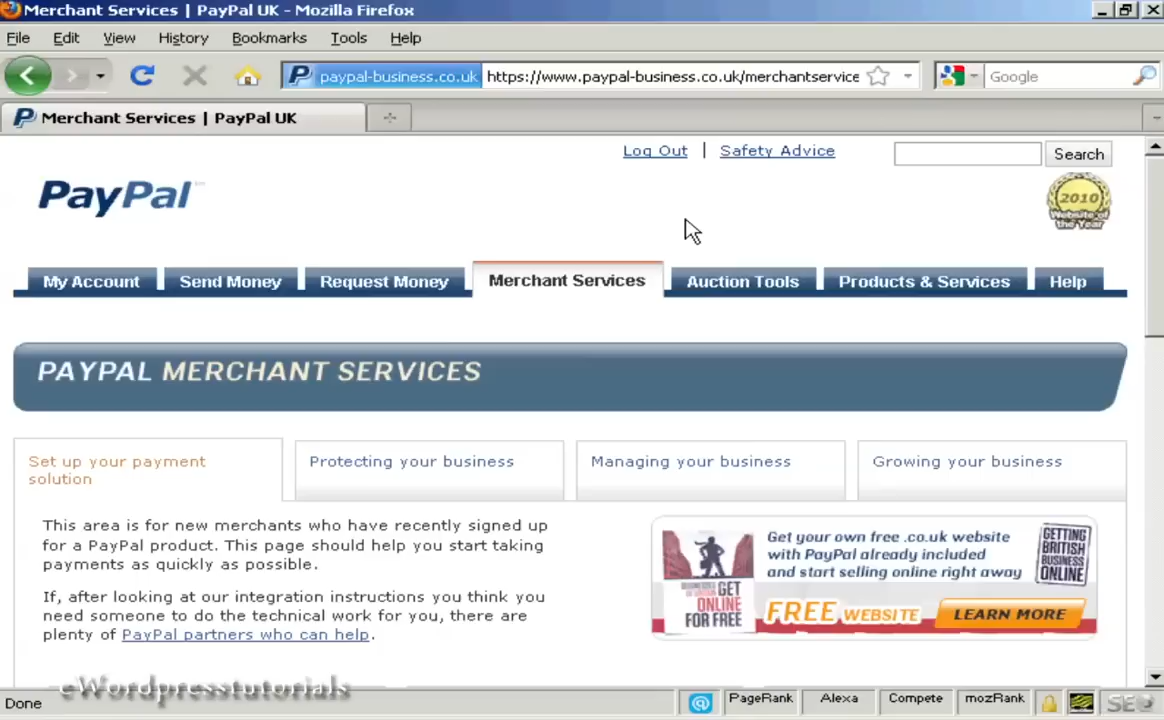 Merchant Services | PayPal UK - Mozilla Firefox
File Edit View History Bookmarks Tools Help
paypal-business.co.uk https://www.paypal-business.co.uk/merchantservice Google
Merchant Services | PayPal UK
Log Out | Safety Advice Search
PayPal
2010
Website of
the Year
My Account Send Money Request Money Merchant Services Auction Tools Products & Services Help
PAYPAL MERCHANT SERVICES
Set up your payment
solution
Protecting your business
Managing your business
Growing your business
This area is for new merchants who have recently signed up
for a PayPal product. This page should help you start taking
payments as quickly as possible.
If, after looking at our integration instructions you think you
need someone to do the technical work for you, there are
plenty of PayPal partners who can help.
GET
ONLINE
FOR FREE
Get your own free .co.uk website
with PayPal already included
and start selling online right away
FREE WEBSITE LEARN MORE
GETTING
BRITISH
BUSINESS
ONLINE
eWordpresstutorials
Done PageRank Alexa Compete mozRank SE